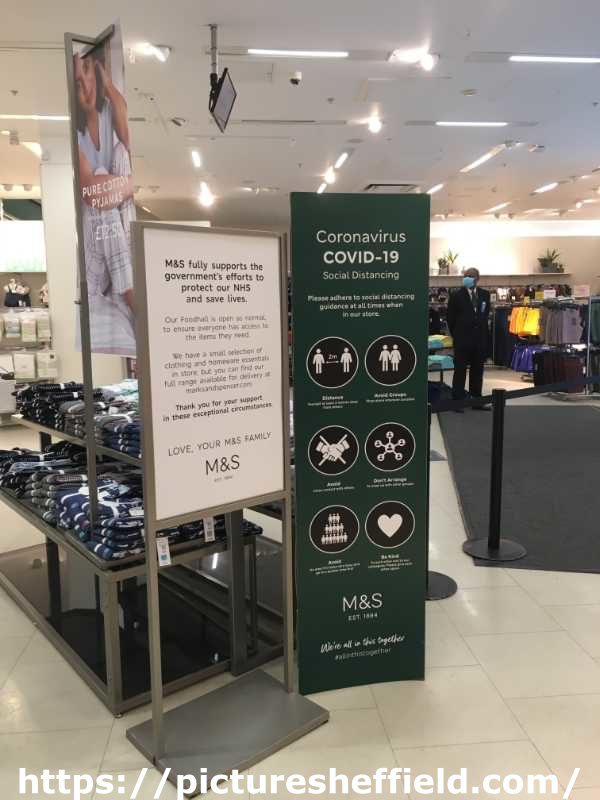 PURE COTTON
PYJAMAS
M&S fully supports the
government's efforts to
protect our NHS
and save lives.
Our Foodhall is open as normal,
to ensure everyone has access to
the items they need.
We have a small selection of
clothing and homeware essentials
in store, but you can find our
full range available for delivery at
marksandspencer.com
Thank you for your support
in these exceptional circumstances.
LOVE, YOUR M&S FAMILY
M&S
EST. 1884
Coronavirus
COVID-19
Social Distancing
Please adhere to social distancing
guidance at all times when
in our store.
2m
Distance
Avoid Groups
Avoid
Don't Arrange
Avoid
Be Kind
M&S
EST. 1884
We're all in this together
#allinthistogether
https://picturesheffield.com/